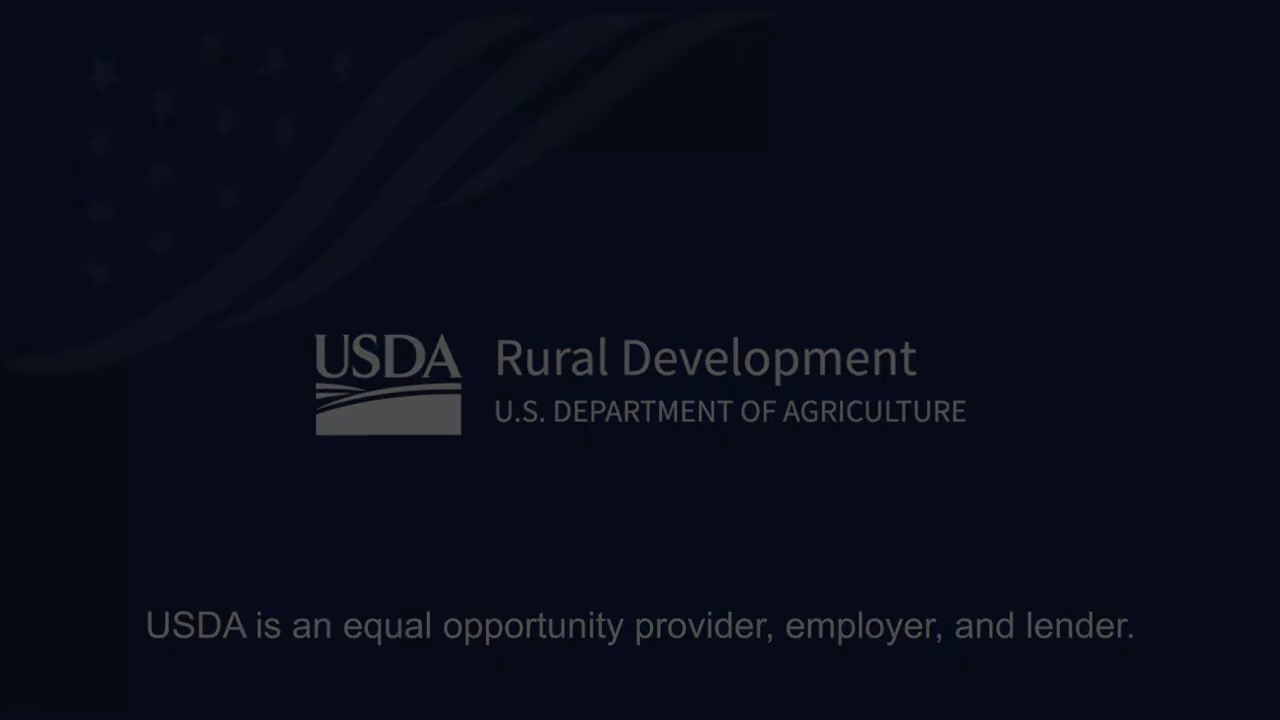 USDA
Rural Development
U.S. DEPARTMENT OF AGRICULTURE
USDA is an equal opportunity provider, employer, and lender.